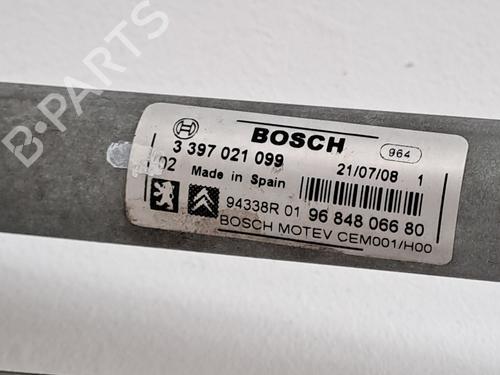 B-PARTS
BOSCH
964
3 397 021 099
21/07/08 1
/02 Made in Spain
94338R 01 96 848 066 80
BOSCH MOTEV CEM001/H00